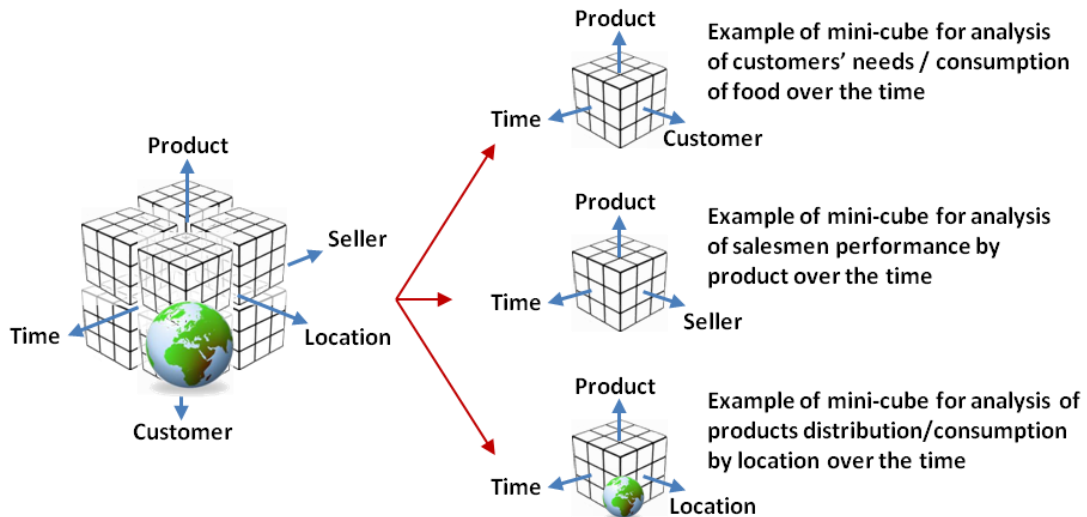 Product
Seller
Time
Location
Customer
Product
Time
Customer
Example of mini-cube for analysis
of customers’ needs / consumption
of food over the time
Product
Time
Seller
Example of mini-cube for analysis
of salesmen performance by
product over the time
Product
Time
Location
Example of mini-cube for analysis of
products distribution/consumption
by location over the time